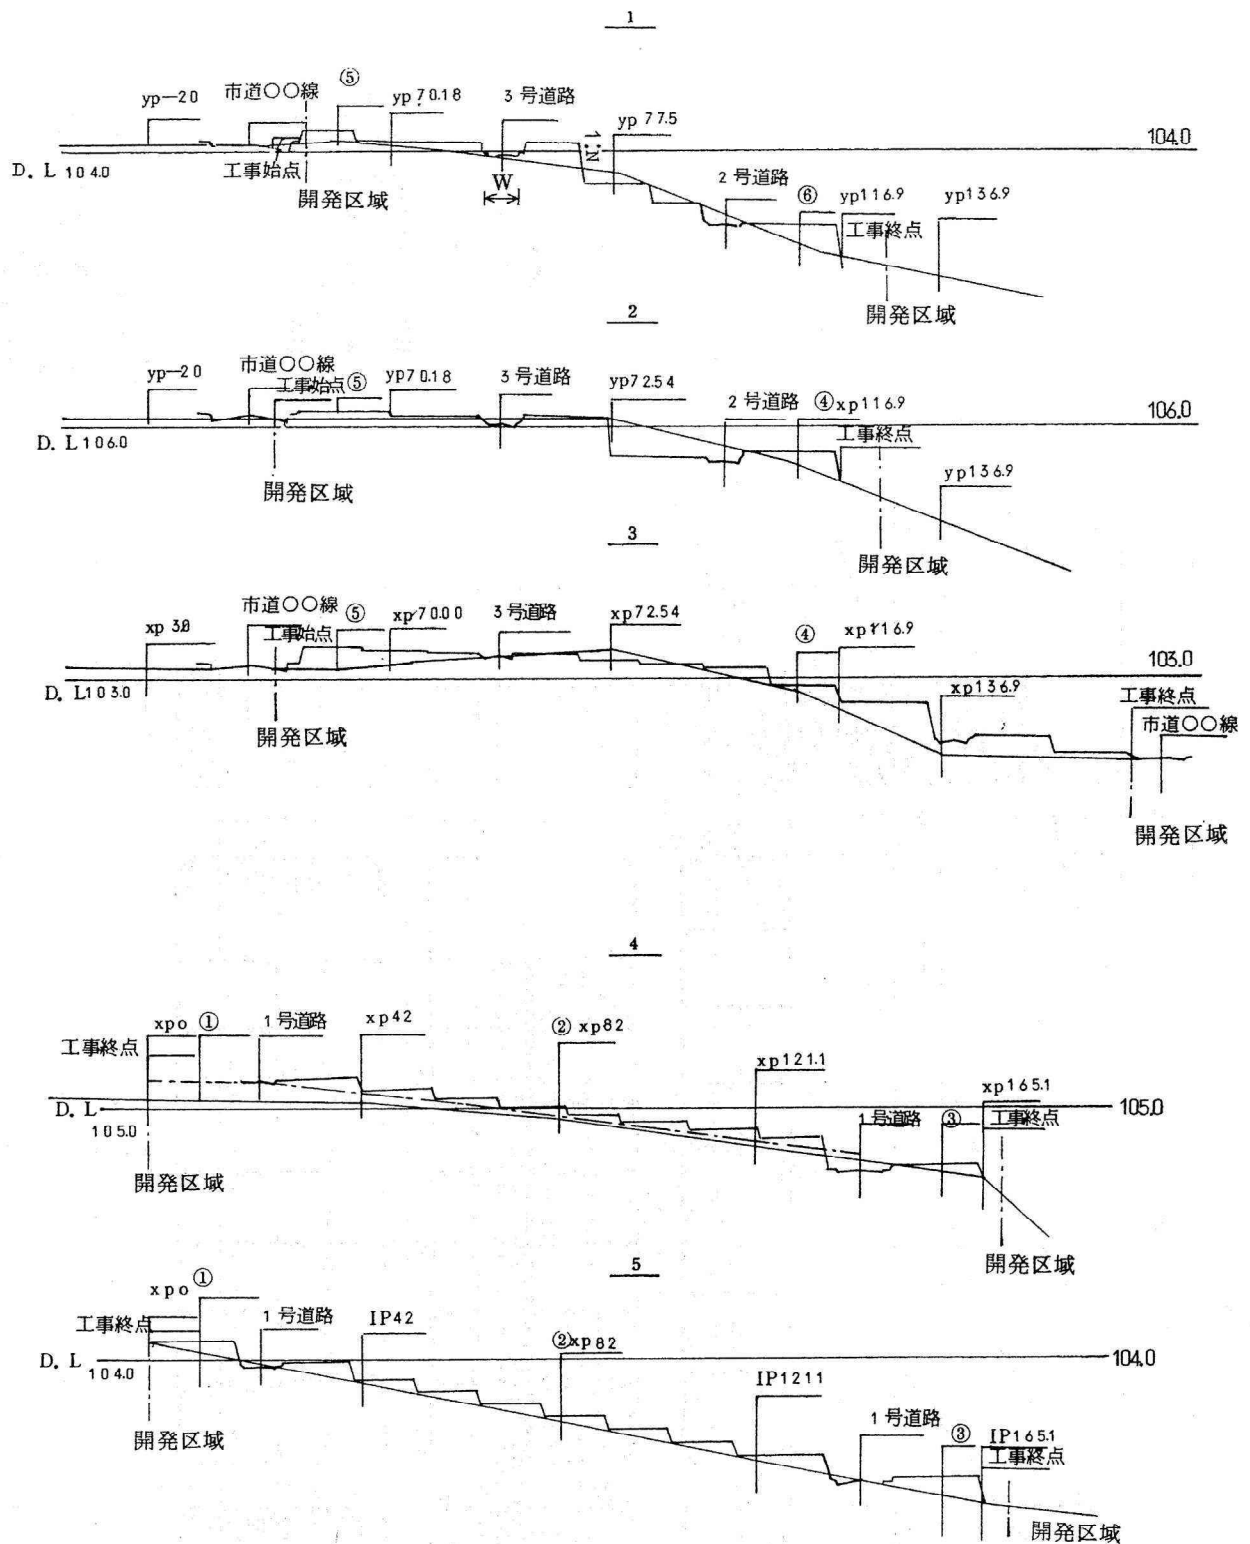 1
yp-20
市道○○線
⑤
yp70.18
3号道路
yp77.5
1:N
104.0
D. L 104.0
工事始点
開発区域
W
2号道路
⑥
yp116.9
工事終点
yp136.9
開発区域
2
yp-20
市道○○線
工事始点
⑤
yp70.18
3号道路
yp72.54
2号道路
④
xp116.9
工事終点
106.0
D. L106.0
開発区域
yp136.9
開発区域
3
xp
市道○○線
工事始点
⑤
xp70.00
3号道路
xp72.54
④
xp116.9
103.0
D. L103.0
開発区域
xp136.9
工事終点
市道○○線
開発区域
4
xpo
①
1号道路
xp42
②xp82
工事終点
xp121.1
xp165.1
D. L
105.0
105.0
1号道路
③
工事終点
開発区域
開発区域
5
xpo
①
工事終点
1号道路
IP42
②xp82
D. L
104.0
104.0
IP1211
1号道路
③
IP165.1
工事終点
開発区域
開発区域